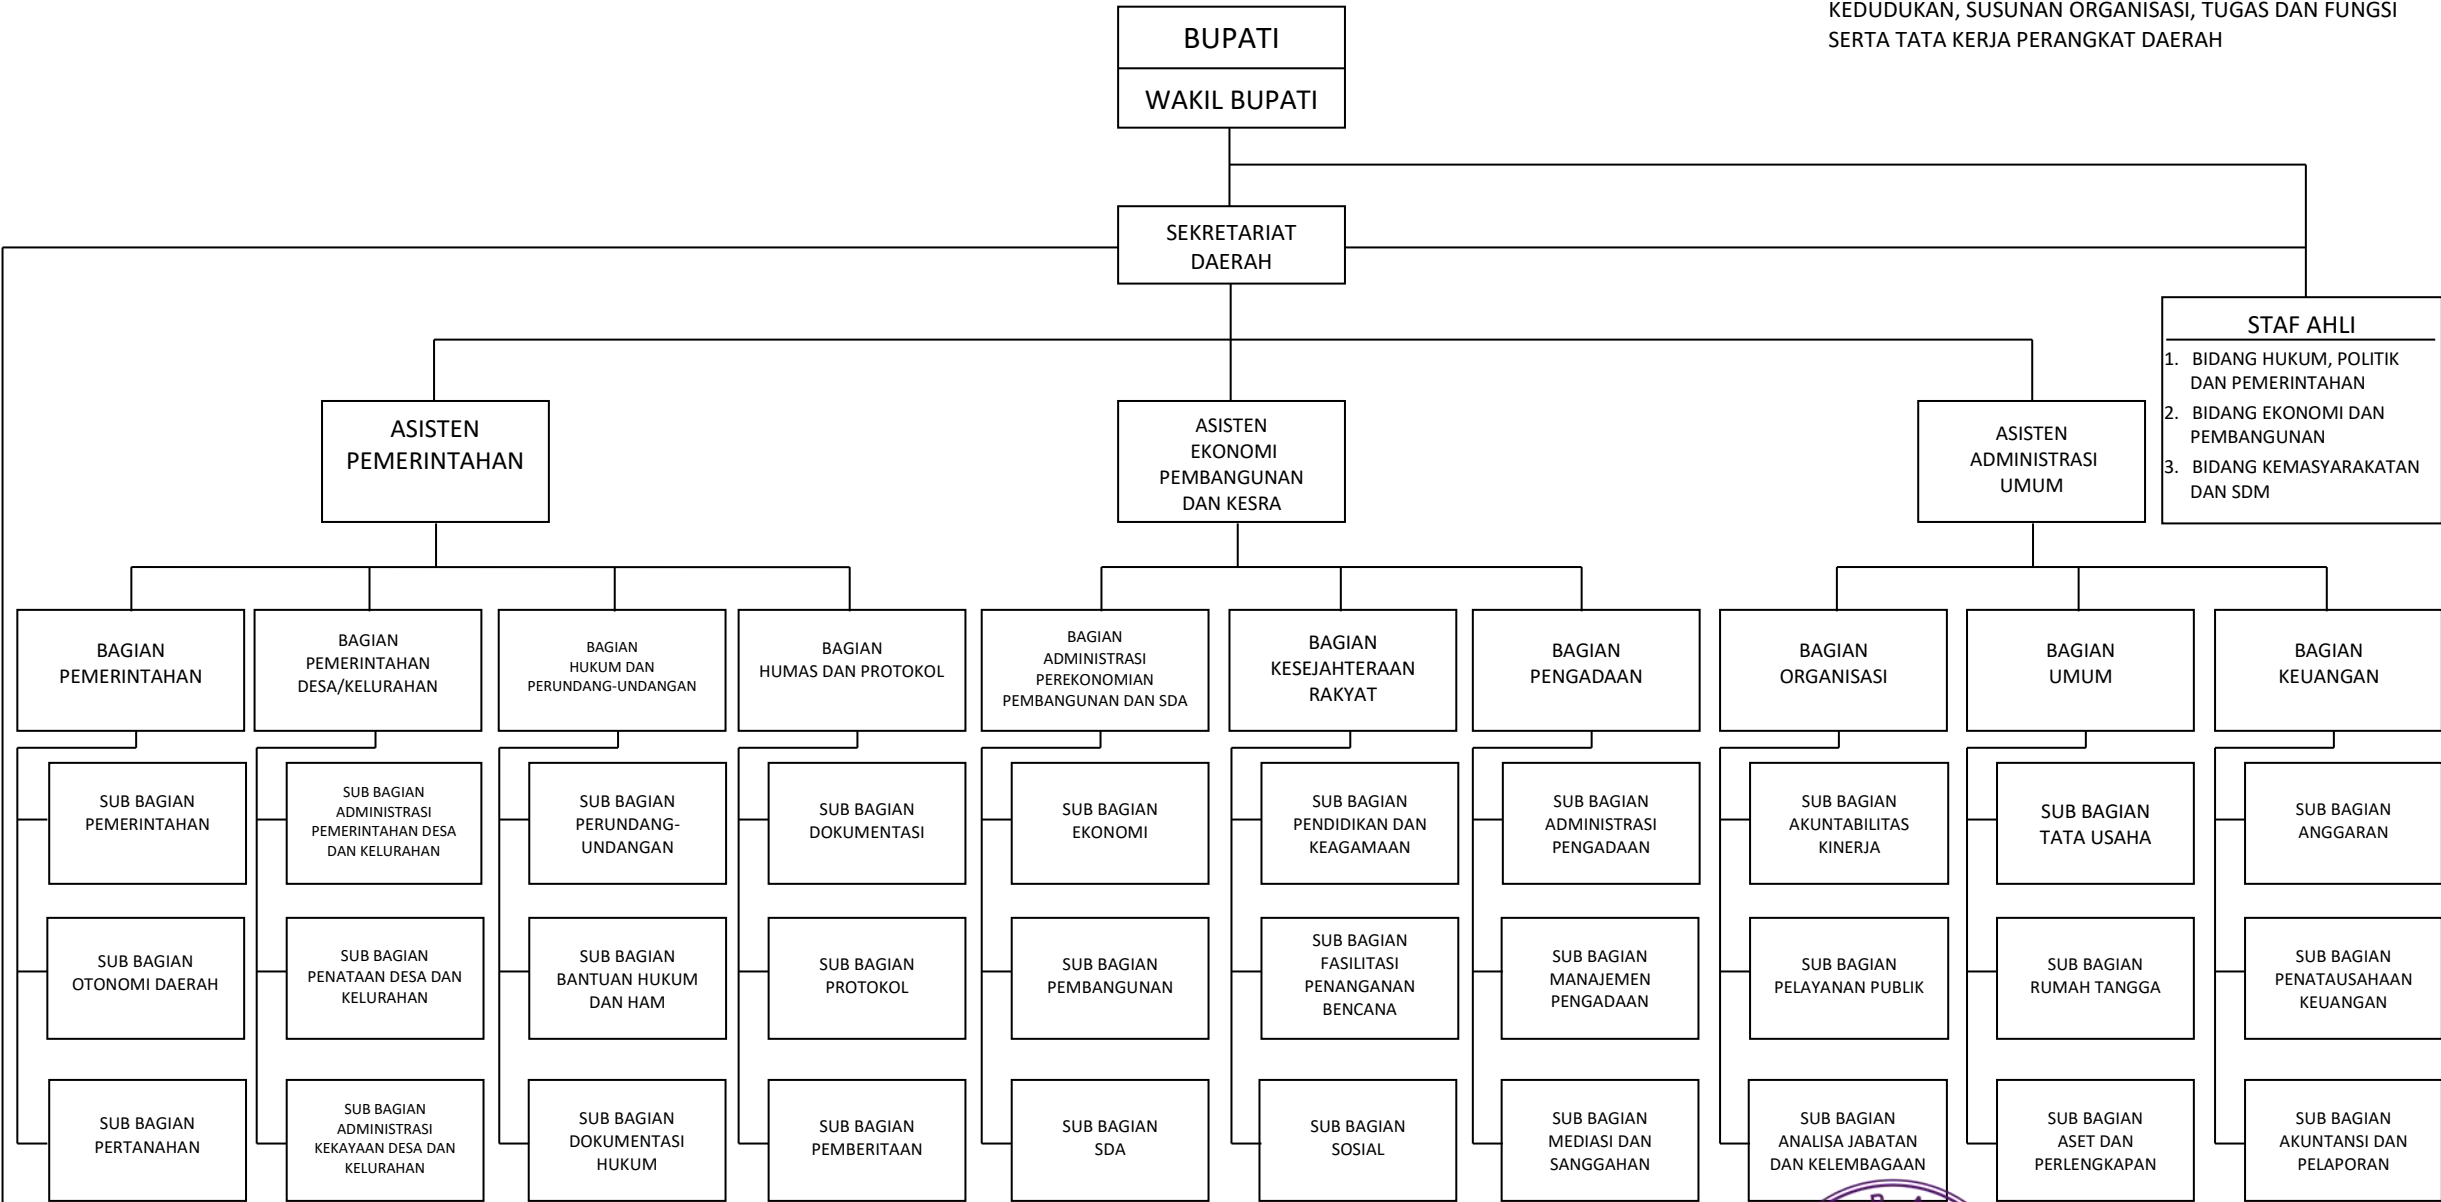 KEDUDUKAN, SUSUNAN ORGANISASI, TUGAS DAN FUNGSI
SERTA TATA KERJA PERANGKAT DAERAH
BUPATI
WAKIL BUPATI
SEKRETARIAT
DAERAH
STAF AHLI
1. BIDANG HUKUM, POLITIK
DAN PEMERINTAHAN
2. BIDANG EKONOMI DAN
PEMBANGUNAN
3. BIDANG KEMASYARAKATAN
DAN SDM
ASISTEN
PEMERINTAHAN
ASISTEN
EKONOMI
PEMBANGUNAN
DAN KESRA
ASISTEN
ADMINISTRASI
UMUM
BAGIAN
PEMERINTAHAN
BAGIAN
PEMERINTAHAN
DESA/KELURAHAN
BAGIAN
HUKUM DAN
PERUNDANG-UNDANGAN
BAGIAN
HUMAS DAN PROTOKOL
BAGIAN
ADMINISTRASI
PEREKONOMIAN
PEMBANGUNAN DAN SDA
BAGIAN
KESEJAHTERAAN
RAKYAT
BAGIAN
PENGADAAN
BAGIAN
ORGANISASI
BAGIAN
UMUM
BAGIAN
KEUANGAN
SUB BAGIAN
PEMERINTAHAN
SUB BAGIAN
ADMINISTRASI
PEMERINTAHAN DESA
DAN KELURAHAN
SUB BAGIAN
PERUNDANG-
UNDANGAN
SUB BAGIAN
DOKUMENTASI
SUB BAGIAN
EKONOMI
SUB BAGIAN
PENDIDIKAN DAN
KEAGAMAAN
SUB BAGIAN
ADMINISTRASI
PENGADAAN
SUB BAGIAN
AKUNTABILITAS
KINERJA
SUB BAGIAN
TATA USAHA
SUB BAGIAN
ANGGARAN
SUB BAGIAN
OTONOMI DAERAH
SUB BAGIAN
PENATAAN DESA DAN
KELURAHAN
SUB BAGIAN
BANTUAN HUKUM
DAN HAM
SUB BAGIAN
PROTOKOL
SUB BAGIAN
PEMBANGUNAN
SUB BAGIAN
FASILITASI
PENANGANAN
BENCANA
SUB BAGIAN
MANAJEMEN
PENGADAAN
SUB BAGIAN
PELAYANAN PUBLIK
SUB BAGIAN
RUMAH TANGGA
SUB BAGIAN
PENATAUSAHAAN
KEUANGAN
SUB BAGIAN
PERTANAHAN
SUB BAGIAN
ADMINISTRASI
KEKAYAAN DESA DAN
KELURAHAN
SUB BAGIAN
DOKUMENTASI
HUKUM
SUB BAGIAN
PEMBERITAAN
SUB BAGIAN
SDA
SUB BAGIAN
SOSIAL
SUB BAGIAN
MEDIASI DAN
SANGGAHAN
SUB BAGIAN
ANALISA JABATAN
DAN KELEMBAGAAN
SUB BAGIAN
ASET DAN
PERLENGKAPAN
SUB BAGIAN
AKUNTANSI DAN
PELAPORAN